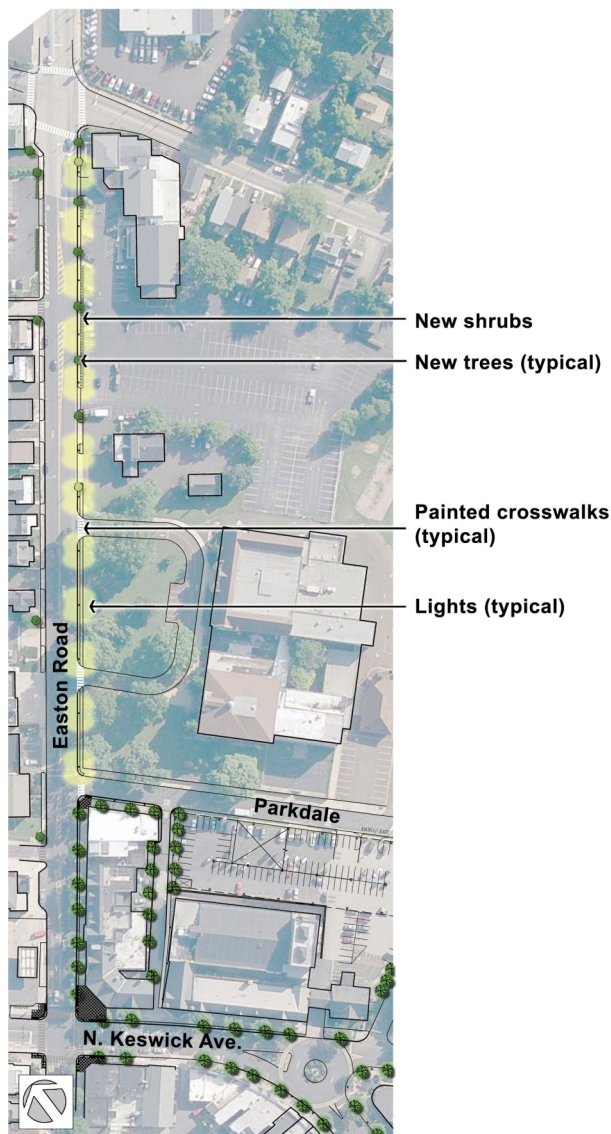 New shrubs
New trees (typical)
Painted crosswalks
(typical)
Lights (typical)
Easton Road
Parkdale
N. Keswick Ave.